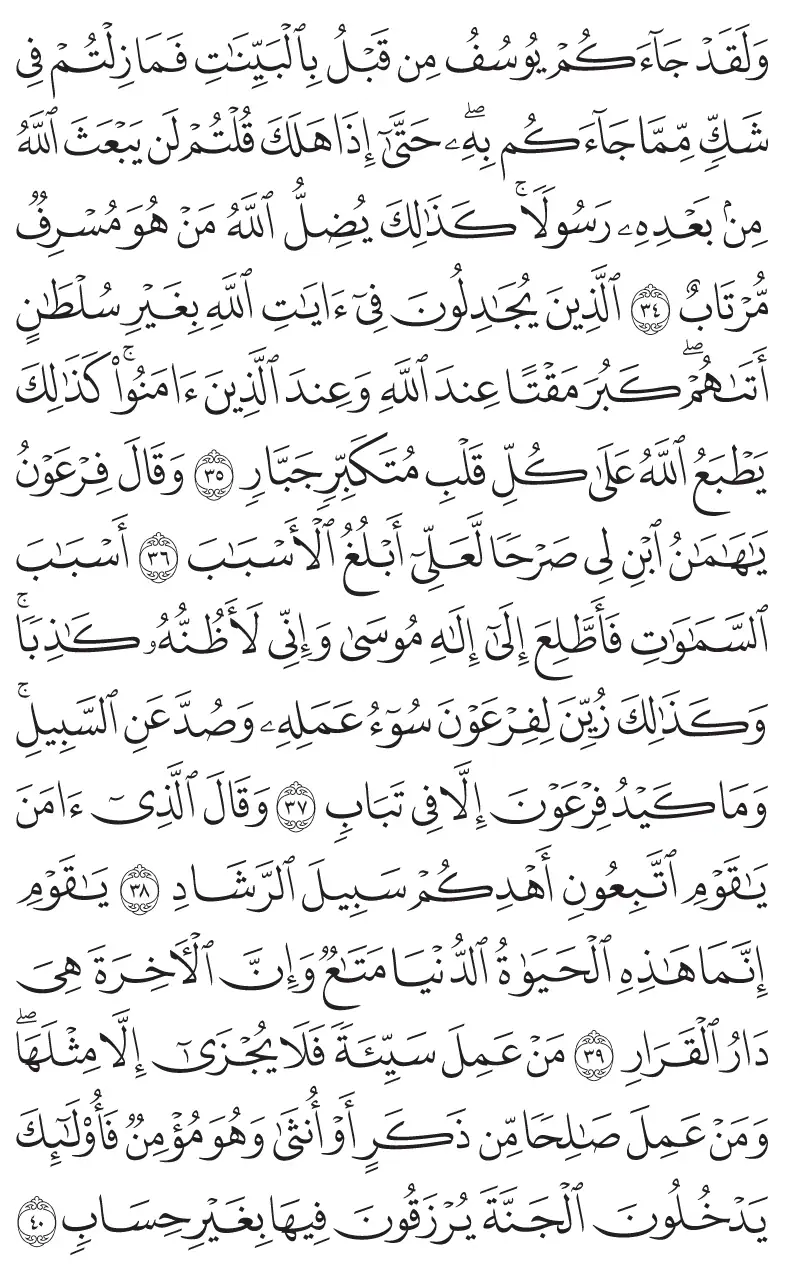 وَلَقَدْ جَآءَكُمْ يُوسُفُ مِن قَبْلُ بِٱلْبَيِّنَٰتِ فَمَا زِلْتُمْ فِى
شَكٍّ مِّمَّا جَآءَكُم بِهِۦۖ حَتَّىٰٓ إِذَا هَلَكَ قُلْتُمْ لَن يَبْعَثَ ٱللَّهُ
مِنۢ بَعْدِهِۦ رَسُولًاۚ كَذَٰلِكَ يُضِلُّ ٱللَّهُ مَنْ هُوَ مُسْرِفٌ
مُّرْتَابٌ ٣٤ ٱلَّذِينَ يُجَٰدِلُونَ فِىٓ ءَايَٰتِ ٱللَّهِ بِغَيْرِ سُلْطَٰنٍ
أَتَىٰهُمْۖ كَبُرَ مَقْتًا عِندَ ٱللَّهِ وَعِندَ ٱلَّذِينَ ءَامَنُوا۟ۚ كَذَٰلِكَ
يَطْبَعُ ٱللَّهُ عَلَىٰ كُلِّ قَلْبِ مُتَكَبِّرٍ جَبَّارٍ ٣٥ وَقَالَ فِرْعَوْنُ
يَٰهَٰمَٰنُ ٱبْنِ لِى صَرْحًا لَّعَلِّىٓ أَبْلُغُ ٱلْأَسْبَٰبَ ٣٦ أَسْبَٰبَ
ٱلسَّمَٰوَٰتِ فَأَطَّلِعَ إِلَىٰٓ إِلَٰهِ مُوسَىٰ وَإِنِّى لَأَظُنُّهُۥ كَٰذِبًاۚ
وَكَذَٰلِكَ زُيِّنَ لِفِرْعَوْنَ سُوٓءُ عَمَلِهِۦ وَصُدَّ عَنِ ٱلسَّبِيلِۚ
وَمَا كَيْدُ فِرْعَوْنَ إِلَّا فِى تَبَابٍ ٣٧ وَقَالَ ٱلَّذِىٓ ءَامَنَ
يَٰقَوْمِ ٱتَّبِعُونِ أَهْدِكُمْ سَبِيلَ ٱلرَّشَادِ ٣٨ يَٰقَوْمِ
إِنَّمَا هَٰذِهِ ٱلْحَيَوٰةُ ٱلدُّنْيَا مَتَٰعٌ وَإِنَّ ٱلْءَاخِرَةَ هِىَ
دَارُ ٱلْقَرَارِ ٣٩ مَنْ عَمِلَ سَيِّئَةً فَلَا يُجْزَىٰٓ إِلَّا مِثْلَهَاۖ
وَمَنْ عَمِلَ صَٰلِحًا مِّن ذَكَرٍ أَوْ أُنثَىٰ وَهُوَ مُؤْمِنٌ فَأُو۟لَٰٓئِكَ
يَدْخُلُونَ ٱلْجَنَّةَ يُرْزَقُونَ فِيهَا بِغَيْرِ حِسَابٍ ٤٠